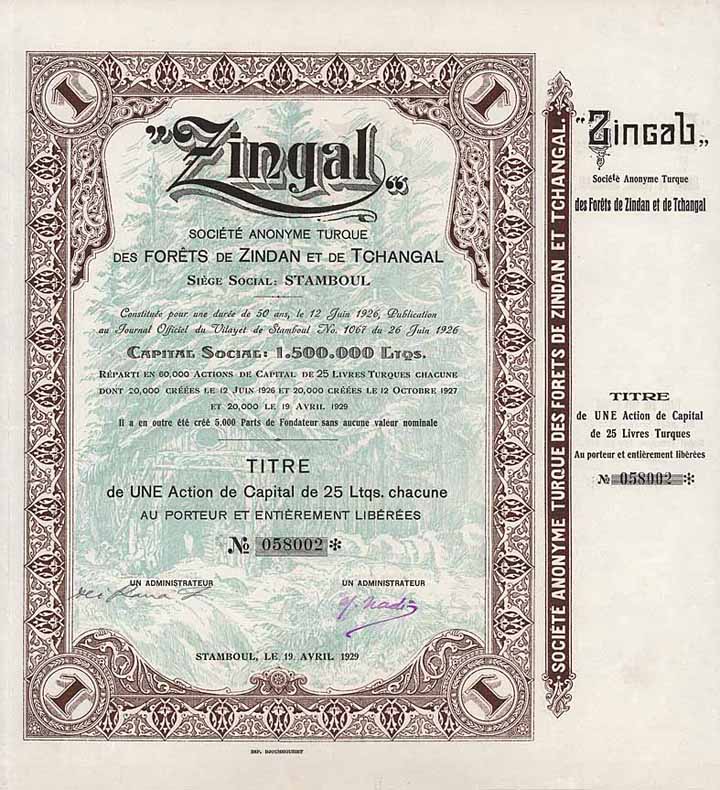 1
1
"Zingal"
SOCIÉTÉ ANONYME TURQUE
DES FORÊTS DE ZINDAN ET DE TCHANGAL
SIÈGE SOCIAL: STAMBOUL
Constituée pour une durée de 50 ans, le 12 Juin 1926, Publication
au Journal Officiel du Vilayet de Stamboul No. 1067 du 26 Juin 1926
CAPITAL SOCIAL: 1.500.000 LTQS.
RÉPARTI EN 60,000 ACTIONS DE CAPITAL DE 25 LIVRES TURQUES CHACUNE
DONT 20,000 CRÉÉES LE 12 JUIN 1926 ET 20,000 CRÉÉES LE 12 OCTOBRE 1927
ET 20,000 LE 19 AVRIL 1929
Il a en outre été créé 5.000 Parts de Fondateur sans aucune valeur nominale
TITRE
de UNE Action de Capital de 25 Ltqs. chacune
AU PORTEUR ET ENTIÈREMENT LIBÉRÉES
№ 058002*
UN ADMINISTRATEUR
UN ADMINISTRATEUR
STAMBOUL, LE 19. AVRIL 1929
1
1
SOCIÉTÉ ANONYME TURQUE DES FORETS DE ZINDAN ET TCHANGAL.
"Zingal"
Société Anonyme Turque
des Forêts de Zindan et de Tchangal
TITRE
de UNE Action de Capital
de 25 Livres Turques
Au porteur et entièrement libérées
№ 058002*